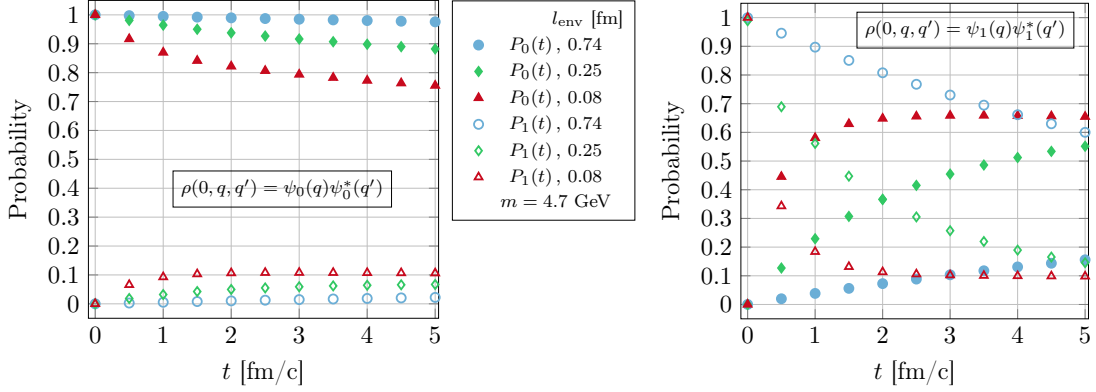 1
0.9
0.8
0.7
0.6
0.5
0.4
0.3
0.2
0.1
0
Probability
ρ(0, q, q′) = ψ₀(q)ψ₀*(q′)
0 1 2 3 4 5
t [fm/c]
l_env [fm]
P₀(t) , 0.74
P₀(t) , 0.25
P₀(t) , 0.08
P₁(t) , 0.74
P₁(t) , 0.25
P₁(t) , 0.08
m = 4.7 GeV
1
0.9
0.8
0.7
0.6
0.5
0.4
0.3
0.2
0.1
0
Probability
ρ(0, q, q′) = ψ₁(q)ψ₁*(q′)
0 1 2 3 4 5
t [fm/c]